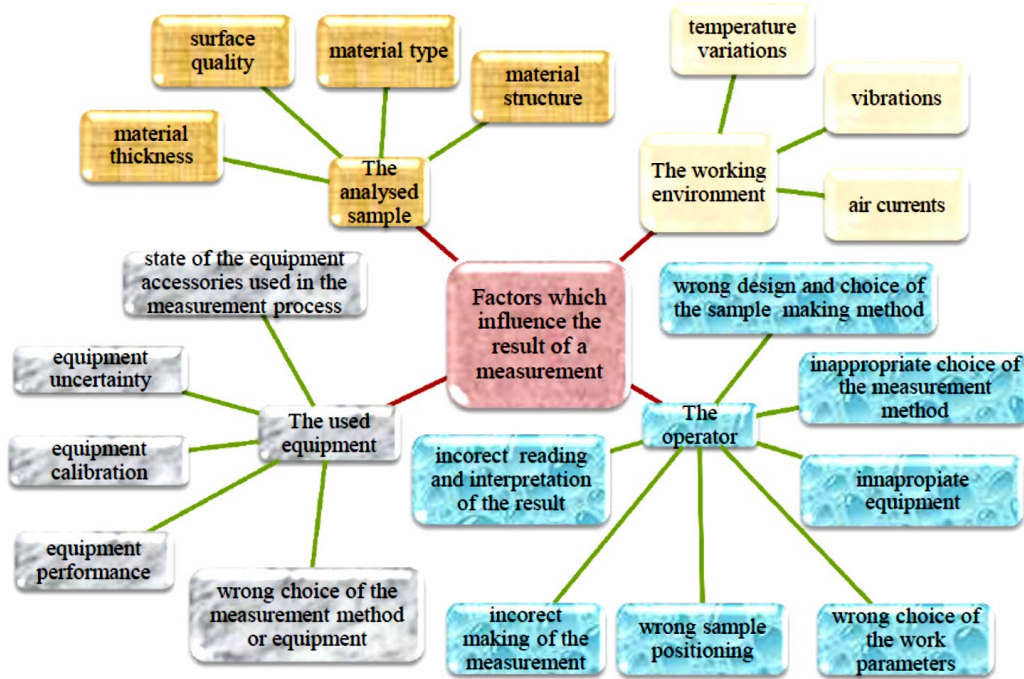 surface
quality
material type
material
structure
material
thickness
The
analysed
sample
temperature
variations
vibrations
The working
environment
air currents
Factors which
influence the
result of a
measurement
state of the equipment
accessories used in the
measurement process
equipment
uncertainty
The used
equipment
equipment
calibration
equipment
performance
wrong choice of the
measurement method
or equipment
wrong design and choice of
the sample making method
inappropriate choice of
the measurement
method
The
operator
incorect reading
and interpretation
of the result
innapropiate
equipment
incorect
making of the
measurement
wrong sample
positioning
wrong choice of
the work
parameters